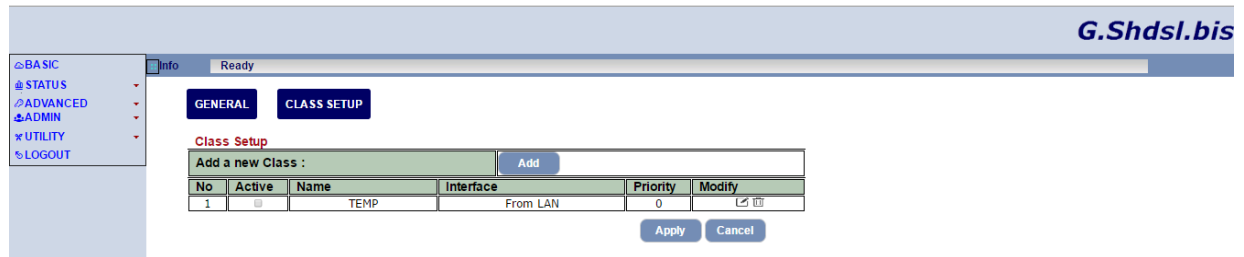 G.Shdsl.bis
BASIC
Info Ready
STATUS
ADVANCED
ADMIN
UTILITY
LOGOUT
GENERAL CLASS SETUP
Class Setup
Add a new Class : Add
No Active Name Interface Priority Modify
1 TEMP From LAN 0
Apply Cancel